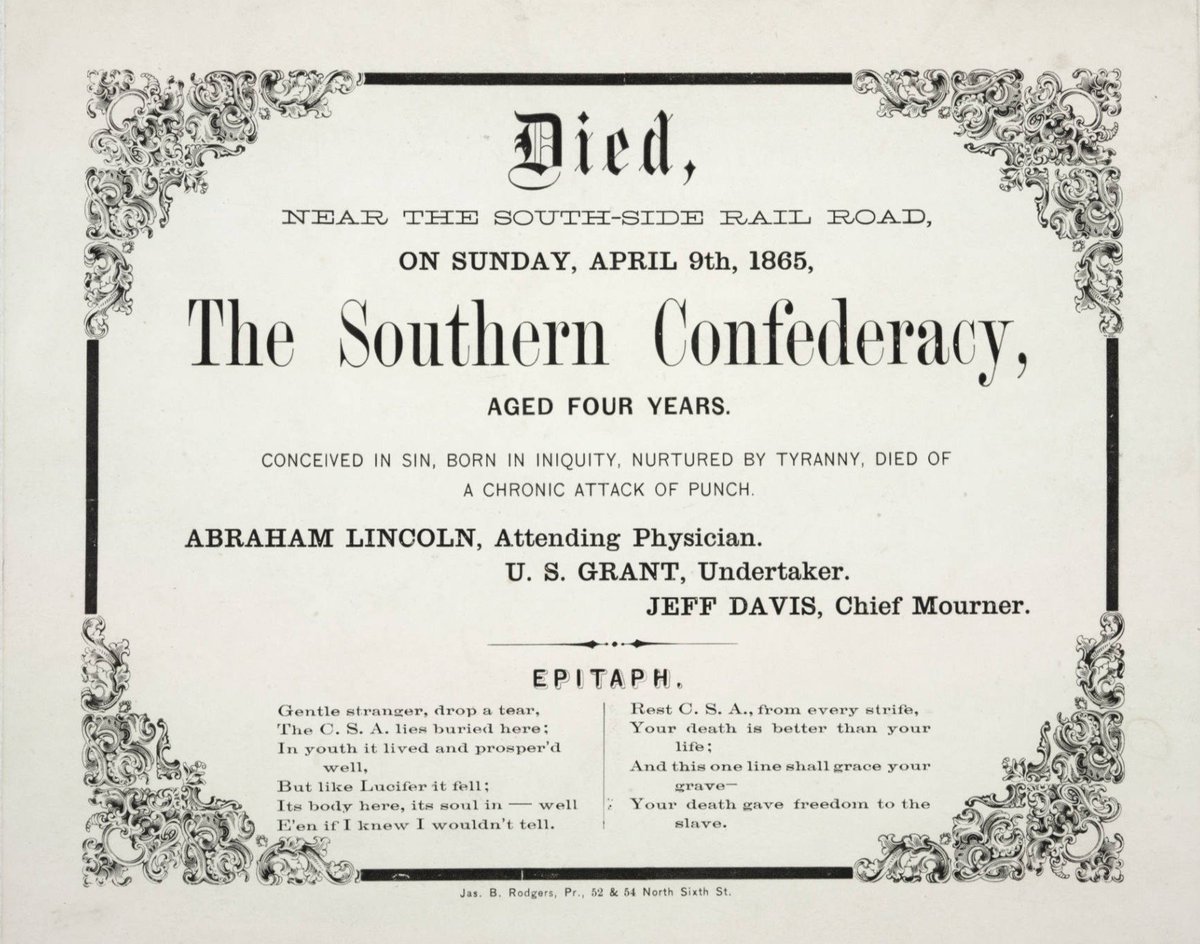 Died,
NEAR THE SOUTH-SIDE RAIL ROAD,
ON SUNDAY, APRIL 9th, 1865,
The Southern Confederacy,
AGED FOUR YEARS.
CONCEIVED IN SIN, BORN IN INIQUITY, NURTURED BY TYRANNY, DIED OF
A CHRONIC ATTACK OF PUNCH.
ABRAHAM LINCOLN, Attending Physician.
U. S. GRANT, Undertaker.
JEFF DAVIS, Chief Mourner.
EPITAPH.
Gentle stranger, drop a tear,
The C. S. A. lies buried here;
In youth it lived and prosper'd
well,
But like Lucifer it fell;
Its body here, its soul in — well
E'en if I knew I wouldn't tell.
Rest C. S. A., from every strife,
Your death is better than your
life;
And this one line shall grace your
grave—
Your death gave freedom to the
slave.
Jas. B. Rodgers, Pr., 52 & 54 North Sixth St.